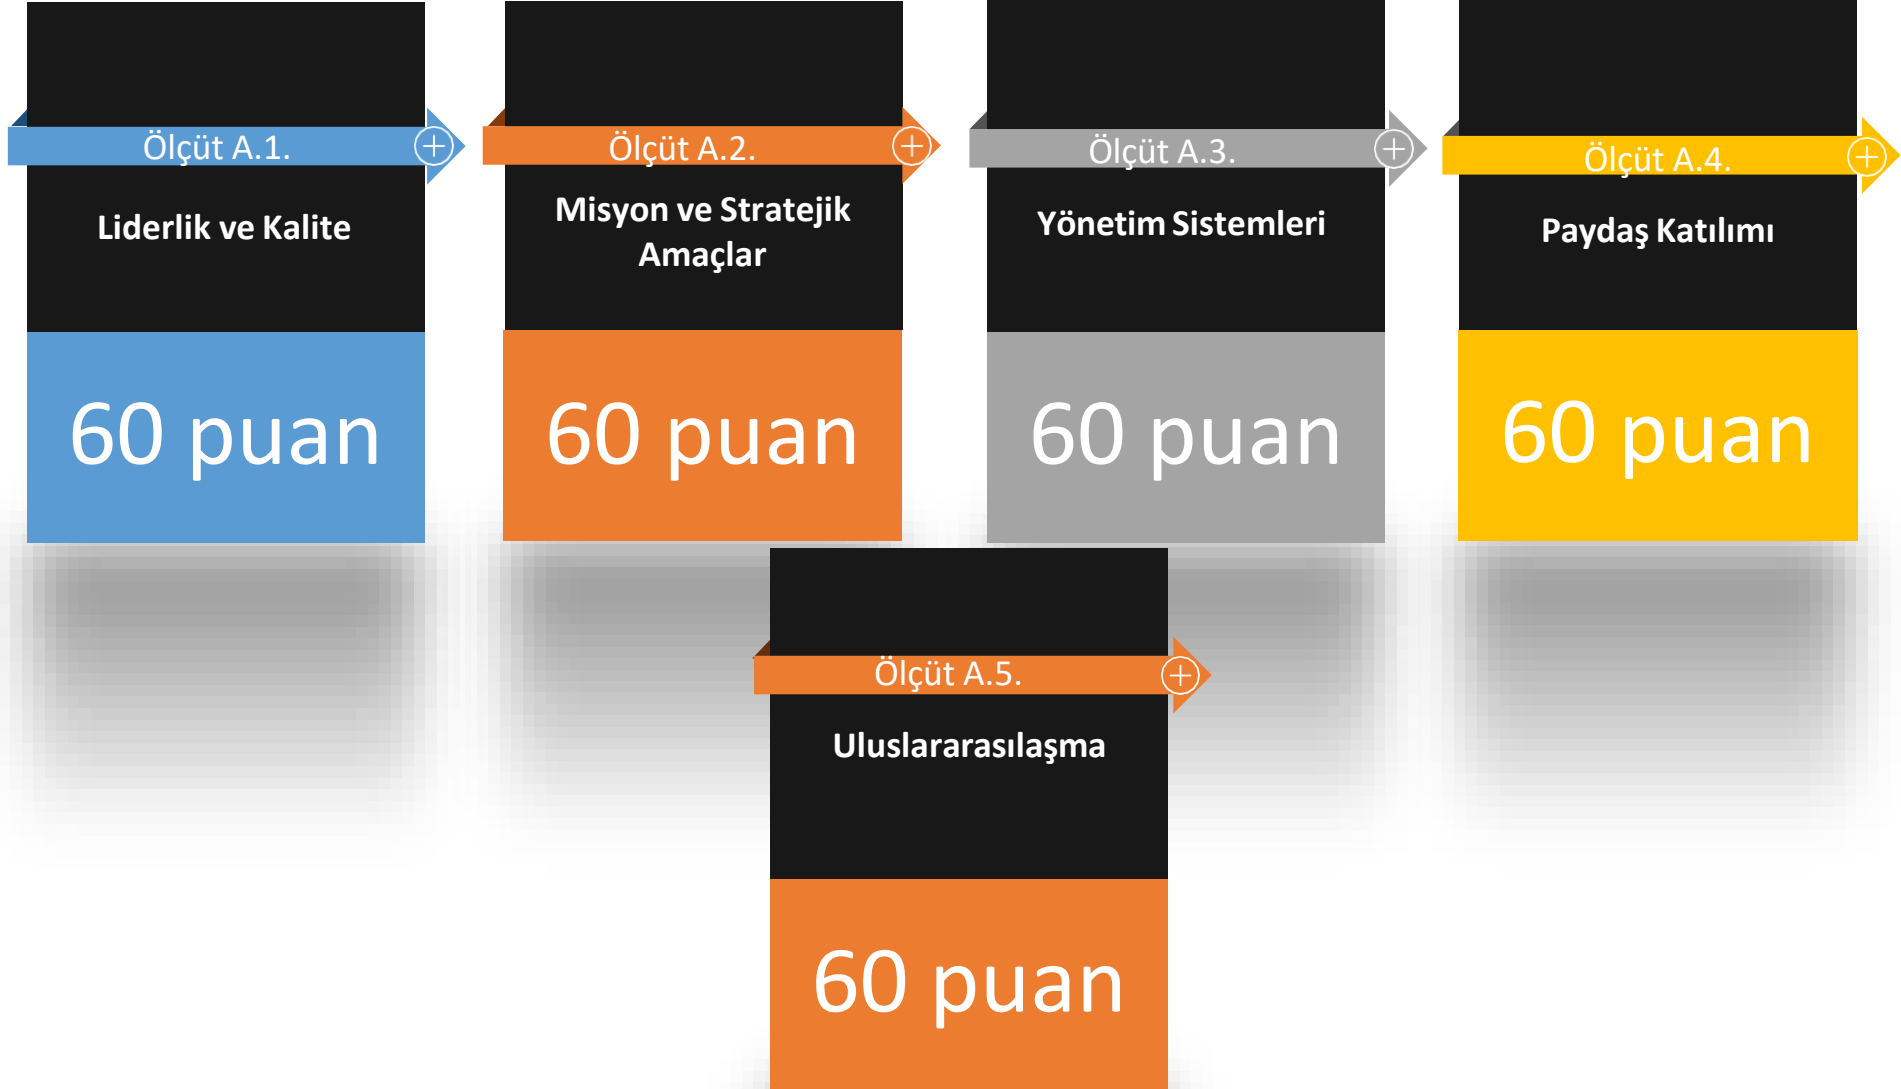 Ölçüt A.1.
Liderlik ve Kalite
60 puan
Ölçüt A.2.
Misyon ve Stratejik
Amaçlar
60 puan
Ölçüt A.3.
Yönetim Sistemleri
60 puan
Ölçüt A.4.
Paydaş Katılımı
60 puan
Ölçüt A.5.
Uluslararasılaşma
60 puan